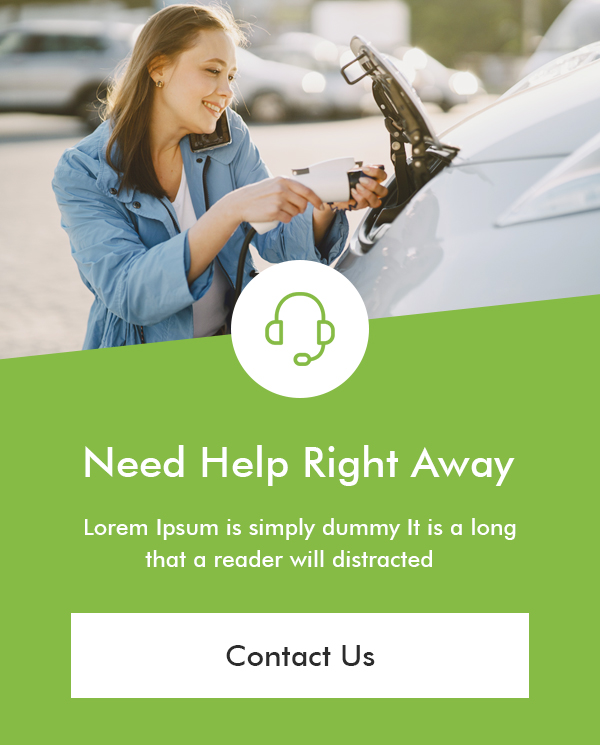 Need Help Right Away
Lorem Ipsum is simply dummy It is a long
that a reader will distracted
Contact Us